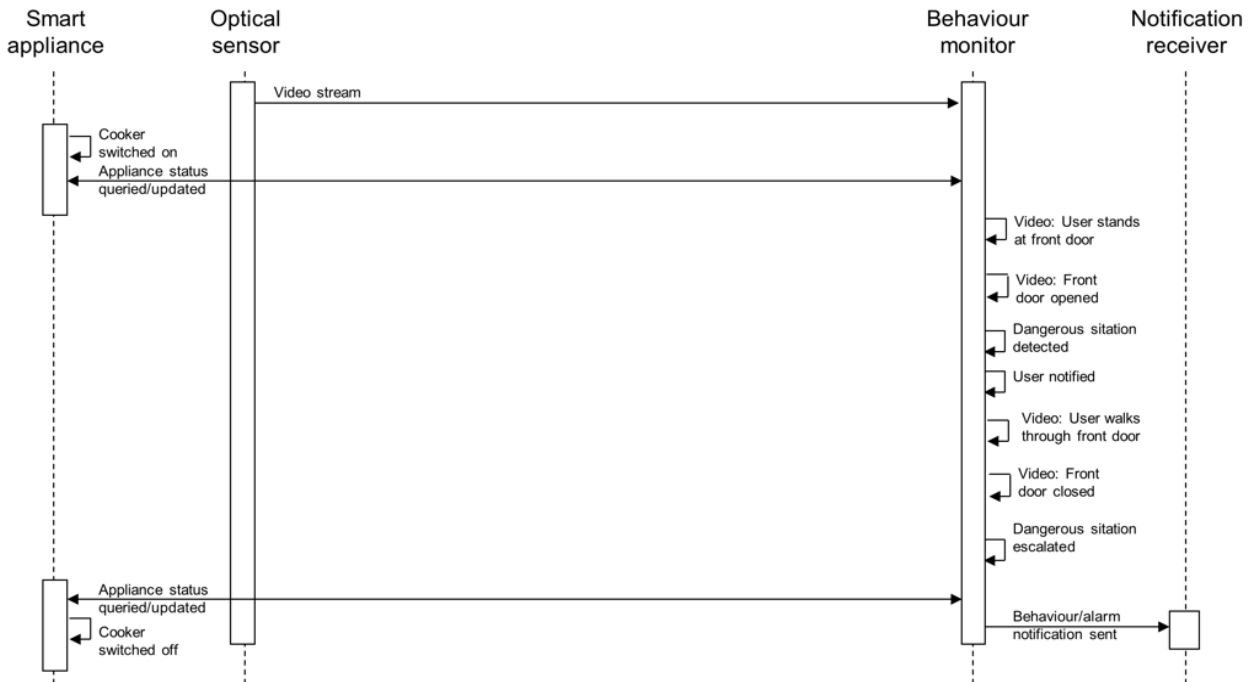 Smart
appliance
Optical
sensor
Behaviour
monitor
Notification
receiver
Video stream
Cooker
switched on
Appliance status
queried/updated
Video: User stands
at front door
Video: Front
door opened
Dangerous sitation
detected
User notified
Video: User walks
through front door
Video: Front
door closed
Dangerous sitation
escalated
Appliance status
queried/updated
Behaviour/alarm
notification sent
Cooker
switched off